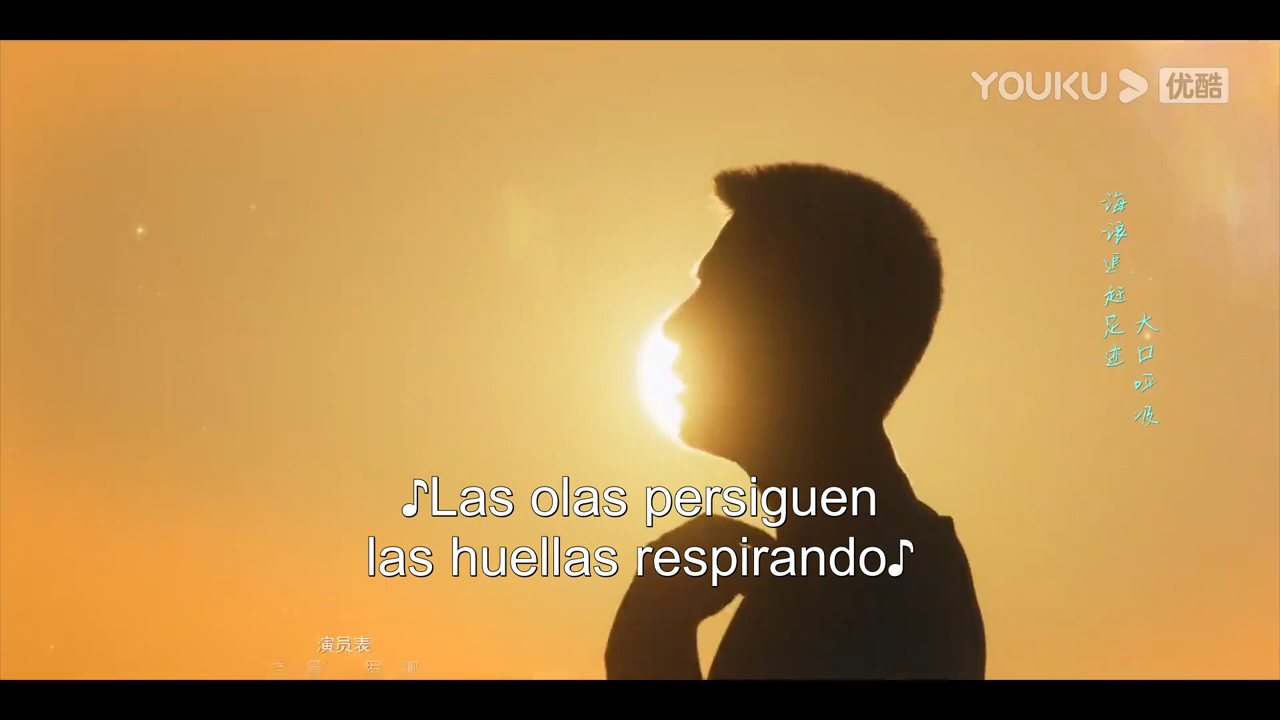 YOUKU 优酷
海浪追赶足迹
大口呼吸
♪Las olas persiguen
las huellas respirando♪
演员表